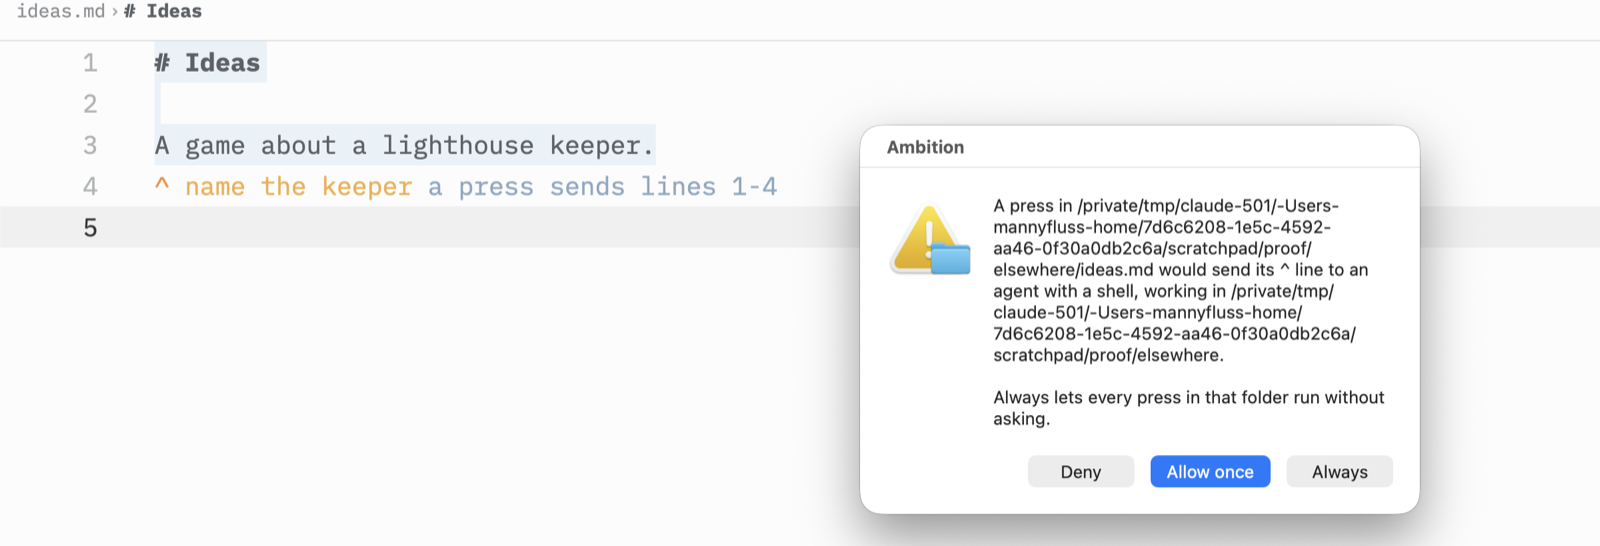 ideas.md › # Ideas
1 # Ideas
2
3 A game about a lighthouse keeper.
4 ^ name the keeper a press sends lines 1-4
5
Ambition
A press in /private/tmp/claude-501/-Users-
mannyfluss-home/7d6c6208-1e5c-4592-
aa46-0f30a0db2c6a/scratchpad/proof/
elsewhere/ideas.md would send its ^ line to an
agent with a shell, working in /private/tmp/
claude-501/-Users-mannyfluss-home/
7d6c6208-1e5c-4592-aa46-0f30a0db2c6a/
scratchpad/proof/elsewhere.
Always lets every press in that folder run without
asking.
Deny Allow once Always